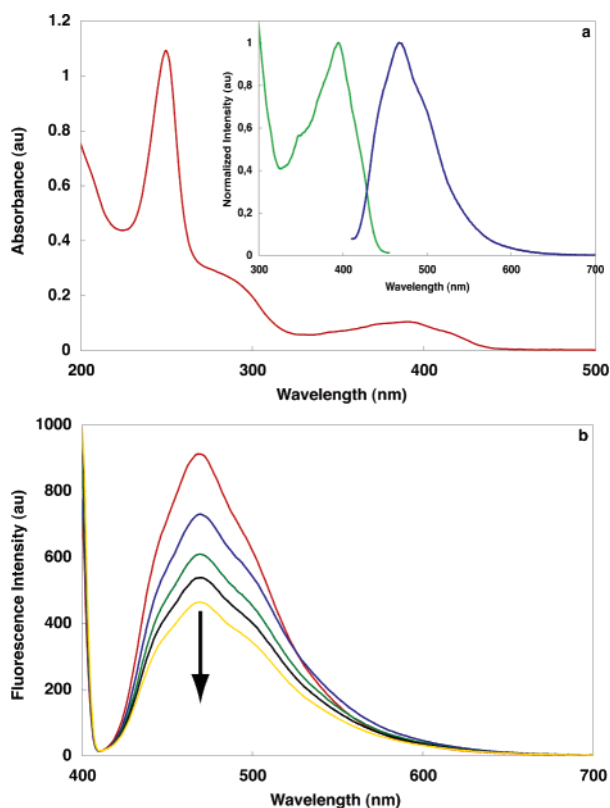 1.2
a
1
0.8
0.6
0.4
0.2
0
Absorbance (au)
1
0,8
0,6
0,4
0,2
0
Normalized Intensity (au)
300 400 500 600 700
Wavelength (nm)
200 300 400 500
Wavelength (nm)
1000
b
800
600
400
200
0
Fluorescence Intensity (au)
400 500 600 700
Wavelength (nm)